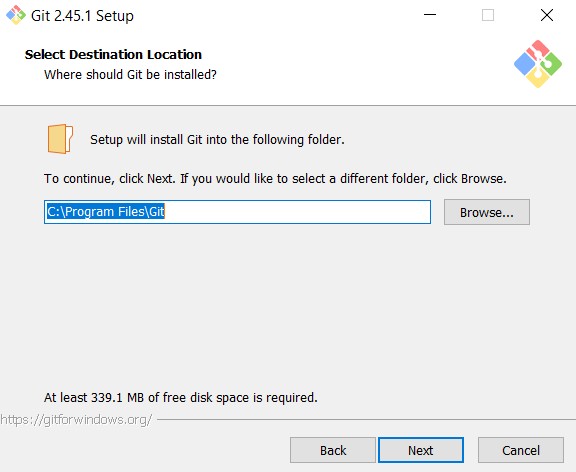 Git 2.45.1 Setup
Select Destination Location
Where should Git be installed?
Setup will install Git into the following folder.
To continue, click Next. If you would like to select a different folder, click Browse.
C:\Program Files\Git
Browse...
At least 339.1 MB of free disk space is required.
https://gitforwindows.org/
Back
Next
Cancel